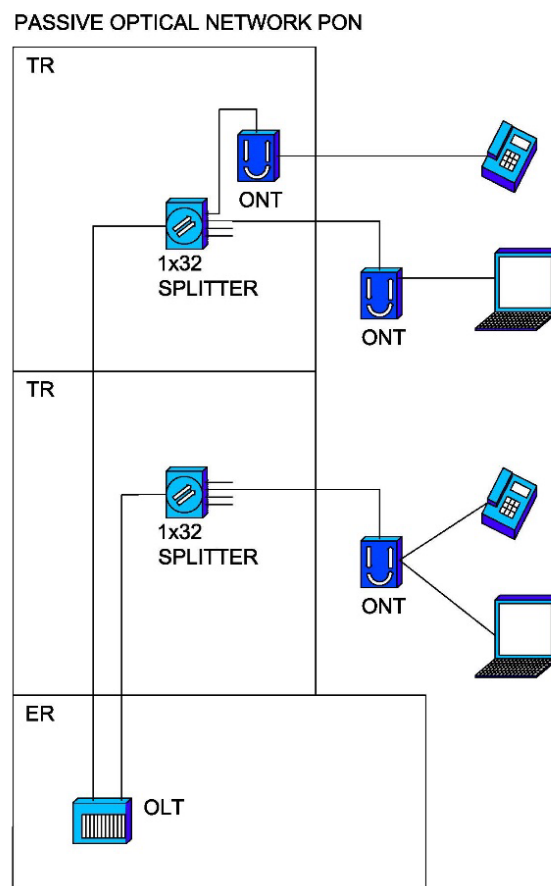 PASSIVE OPTICAL NETWORK PON
TR
ONT
1x32
SPLITTER
ONT
TR
1x32
SPLITTER
ONT
ER
OLT